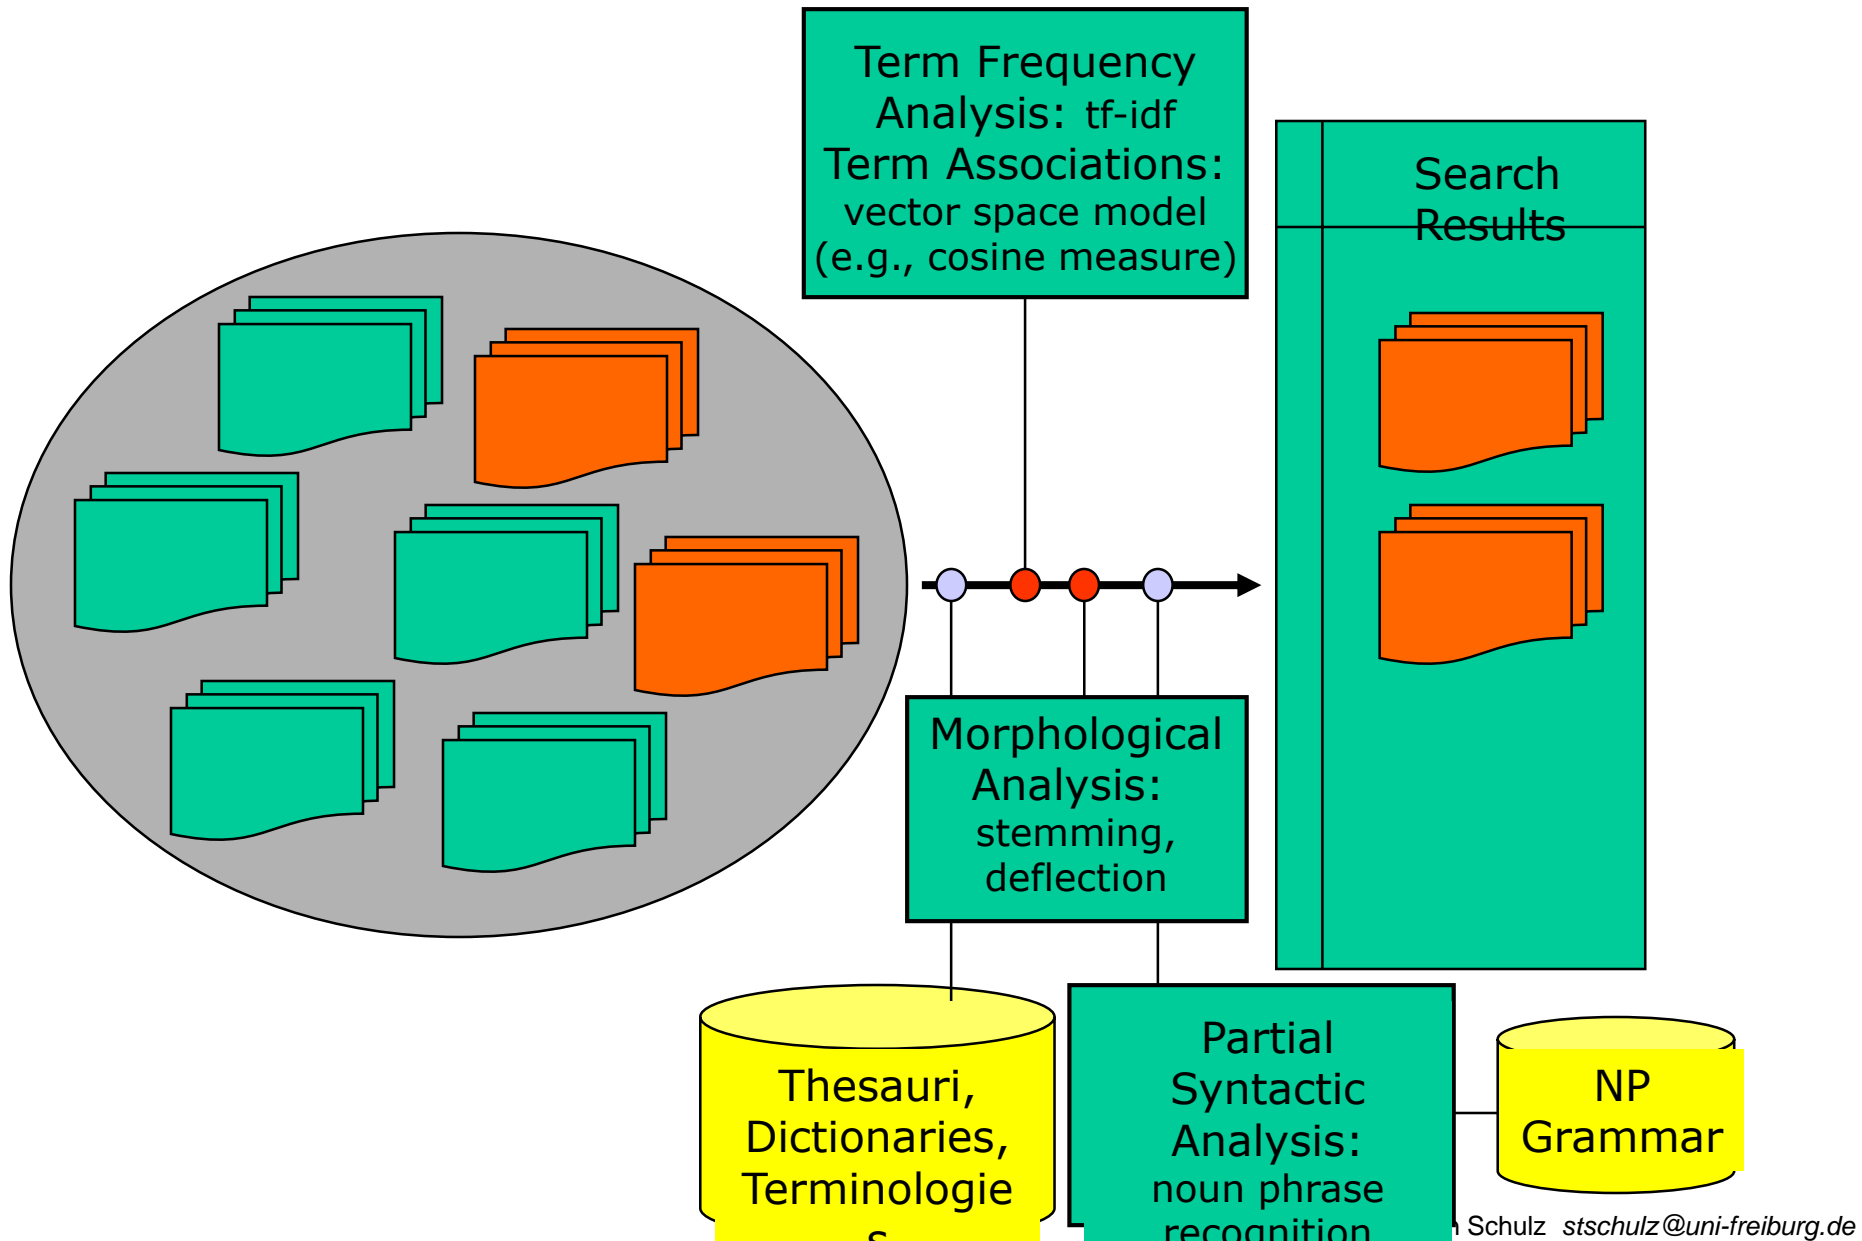 Term Frequency
Analysis: tf-idf
Term Associations:
vector space model
(e.g., cosine measure)
Search
Results
Morphological
Analysis:
stemming,
deflection
Thesauri,
Dictionaries,
Terminologie
s
Partial
Syntactic
Analysis:
noun phrase
recognition
NP
Grammar
Schulz stschulz@uni-freiburg.de